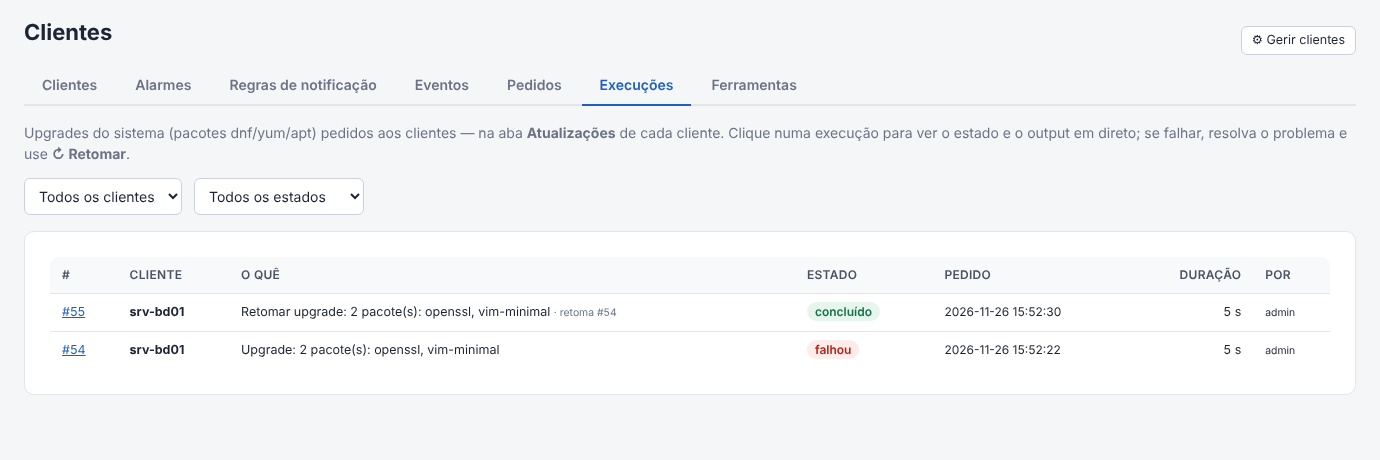 Clientes
⚙ Gerir clientes
Clientes Alarmes Regras de notificação Eventos Pedidos Execuções Ferramentas
Upgrades do sistema (pacotes dnf/yum/apt) pedidos aos clientes — na aba Atualizações de cada cliente. Clique numa execução para ver o estado e o output em direto; se falhar, resolva o problema e
use ↻ Retomar.
Todos os clientes Todos os estados
# CLIENTE O QUÊ ESTADO PEDIDO DURAÇÃO POR
#55 srv-bd01 Retomar upgrade: 2 pacote(s): openssl, vim-minimal · retoma #54 concluído 2026-11-26 15:52:30 5 s admin
#54 srv-bd01 Upgrade: 2 pacote(s): openssl, vim-minimal falhou 2026-11-26 15:52:22 5 s admin